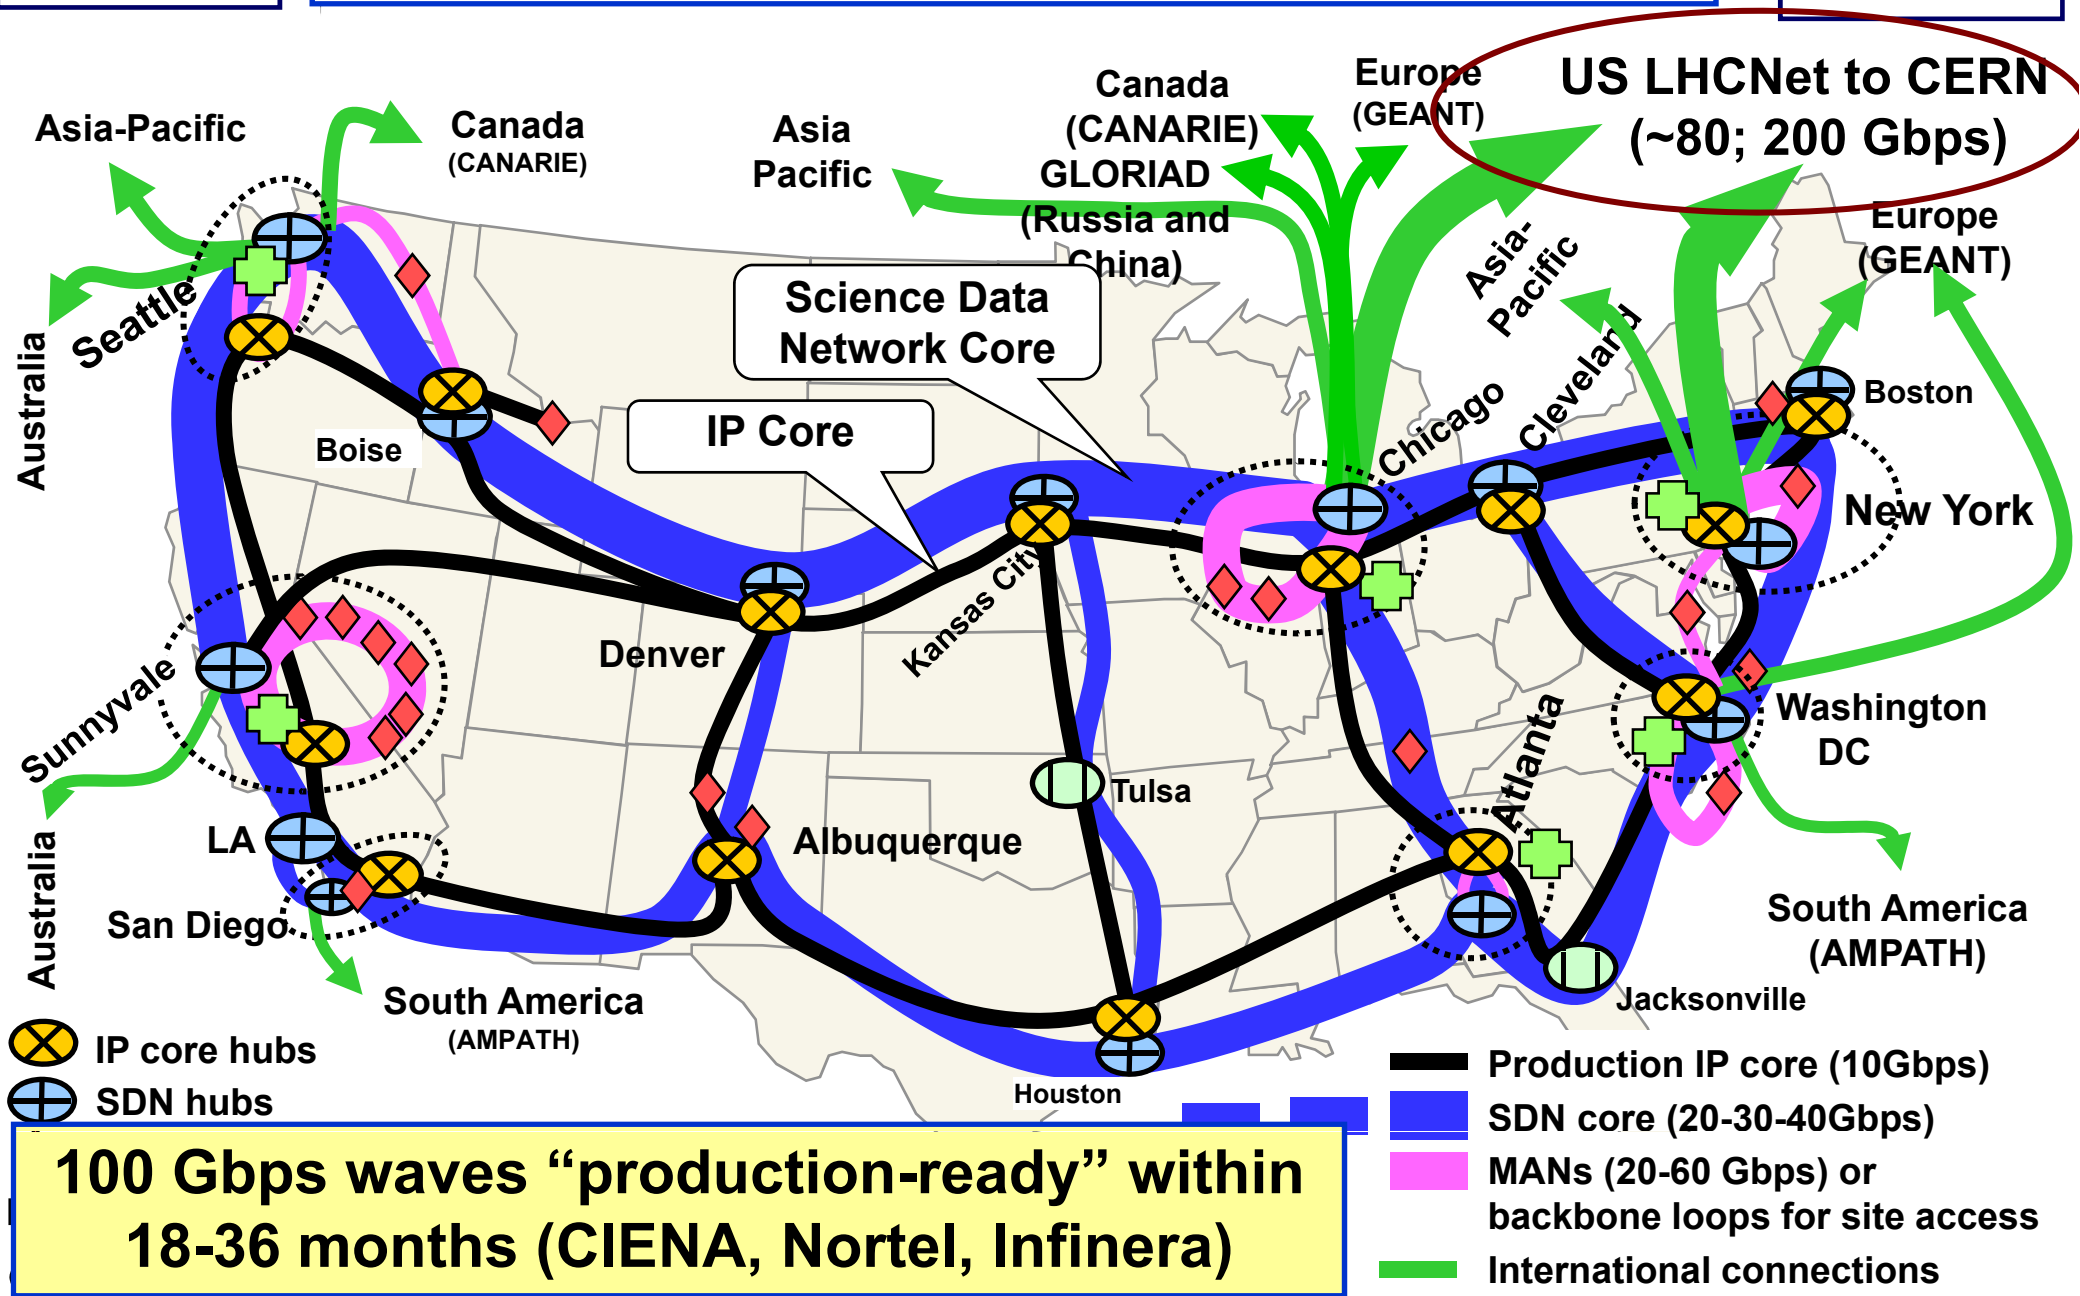 US LHCNet to CERN
(~80; 200 Gbps)
Asia-Pacific
Canada
(CANARIE)
Asia
Pacific
Canada
(CANARIE)
GLORIAD
(Russia and
China)
Europe
(GEANT)
Asia-
Pacific
Europe
(GEANT)
Australia
Seattle
Science Data
Network Core
IP Core
Boise
Chicago
Cleveland
Boston
New York
Denver
Kansas City
Sunnyvale
Washington
DC
Atlanta
Tulsa
LA
Albuquerque
Australia
San Diego
South America
(AMPATH)
South America
(AMPATH)
Jacksonville
Houston
IP core hubs
SDN hubs
Production IP core (10Gbps)
SDN core (20-30-40Gbps)
MANs (20-60 Gbps) or
backbone loops for site access
International connections
100 Gbps waves “production-ready” within
18-36 months (CIENA, Nortel, Infinera)